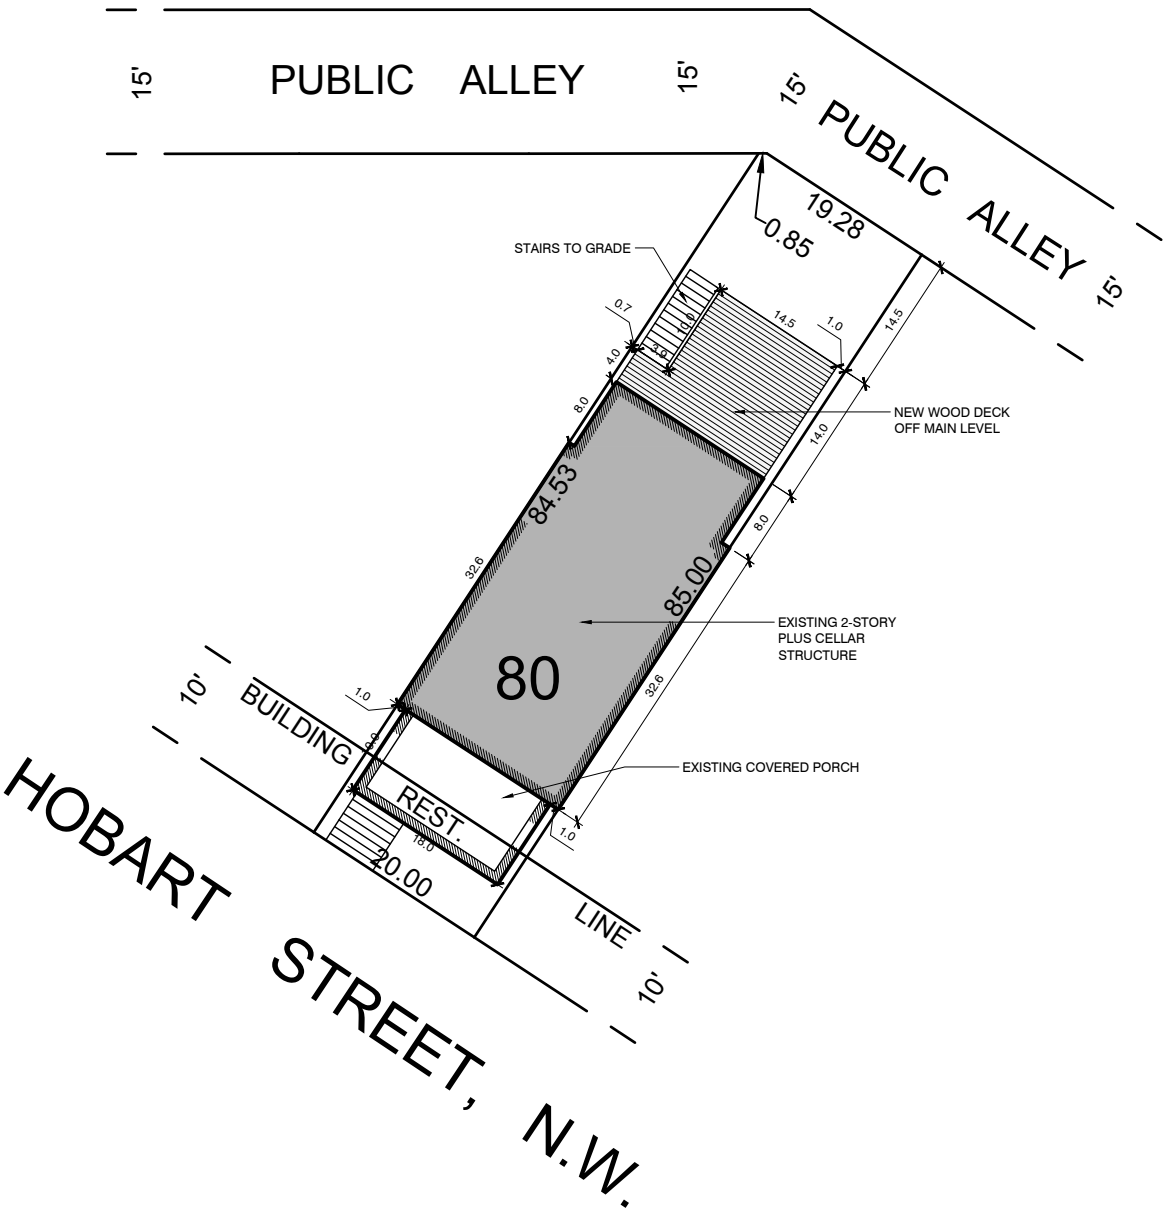 15'
PUBLIC ALLEY
15'
15'
PUBLIC ALLEY
15'
19.28
0.85
STAIRS TO GRADE
0.7
10.0
14.5
1.0
14.5
3.9
4.0
8.0
NEW WOOD DECK
OFF MAIN LEVEL
14.0
84.53
8.0
32.6
85.00
EXISTING 2-STORY
PLUS CELLAR
STRUCTURE
80
32.6
10'
BUILDING
REST.
LINE
10'
1.0
EXISTING COVERED PORCH
1.0
18.0
20.00
HOBART STREET, N.W.